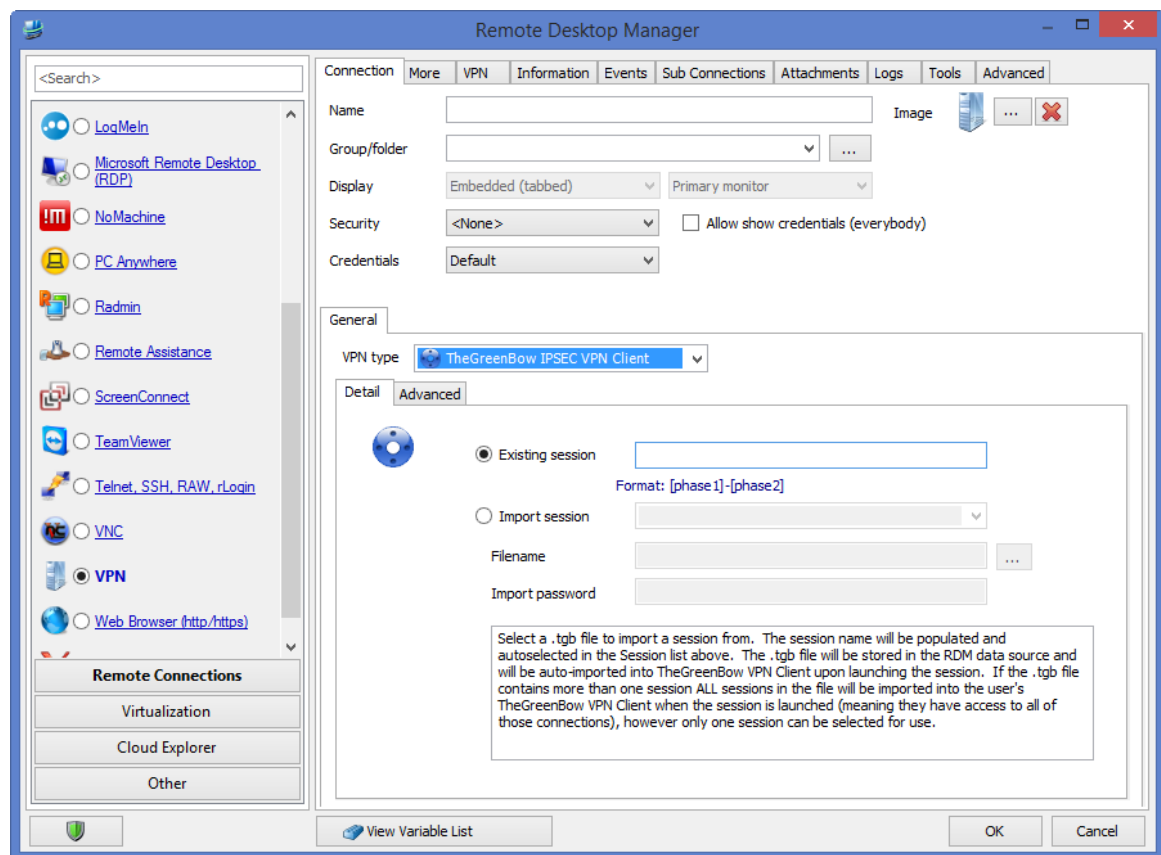 Remote Desktop Manager
<Search>
LogMeIn
Microsoft Remote Desktop
(RDP)
NoMachine
PC Anywhere
Radmin
Remote Assistance
ScreenConnect
TeamViewer
Telnet, SSH, RAW, rLogin
VNC
VPN
Web Browser (http/https)
Remote Connections
Virtualization
Cloud Explorer
Other
Connection More VPN Information Events Sub Connections Attachments Logs Tools Advanced
Name Image ...
Group/folder ...
Display Embedded (tabbed) Primary monitor
Security <None> Allow show credentials (everybody)
Credentials Default
General
VPN type TheGreenBow IPSEC VPN Client
Detail Advanced
Existing session
Format: [phase1]-[phase2]
Import session
Filename ...
Import password
Select a .tgb file to import a session from. The session name will be populated and
autoselected in the Session list above. The .tgb file will be stored in the RDM data source and
will be auto-imported into TheGreenBow VPN Client upon launching the session. If the .tgb file
contains more than one session ALL sessions in the file will be imported into the user's
TheGreenBow VPN Client when the session is launched (meaning they have access to all of
those connections), however only one session can be selected for use.
View Variable List OK Cancel